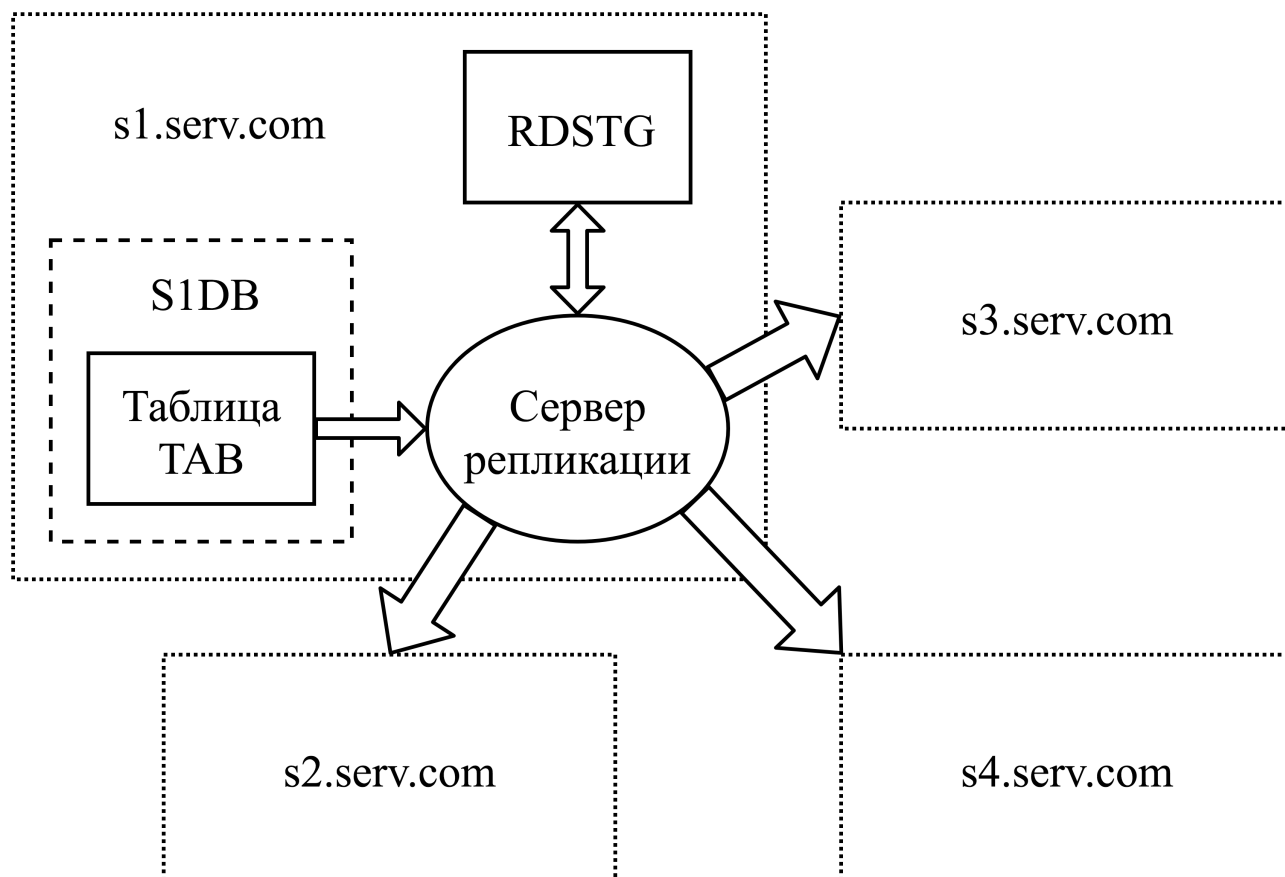 s1.serv.com
RDSTG
S1DB
Таблица
TAB
Сервер
репликации
s3.serv.com
s2.serv.com
s4.serv.com